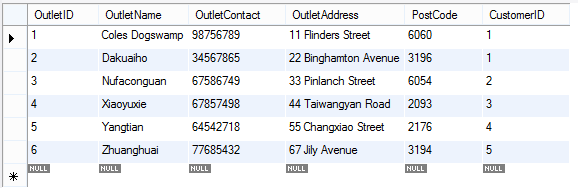 OutletID OutletName OutletContact OutletAddress PostCode CustomerID
1 Coles Dogswamp 98756789 11 Flinders Street 6060 1
2 Dakuaiho 34567865 22 Binghamton Avenue 3196 1
3 Nufaconguan 67586749 33 Pinlanch Street 6054 2
4 Xiaoyuxie 67857498 44 Taiwangyan Road 2093 3
5 Yangtian 64542718 55 Changxiao Street 2176 4
6 Zhuanghuai 77685432 67 Jily Avenue 3194 5
NULL NULL NULL NULL NULL NULL